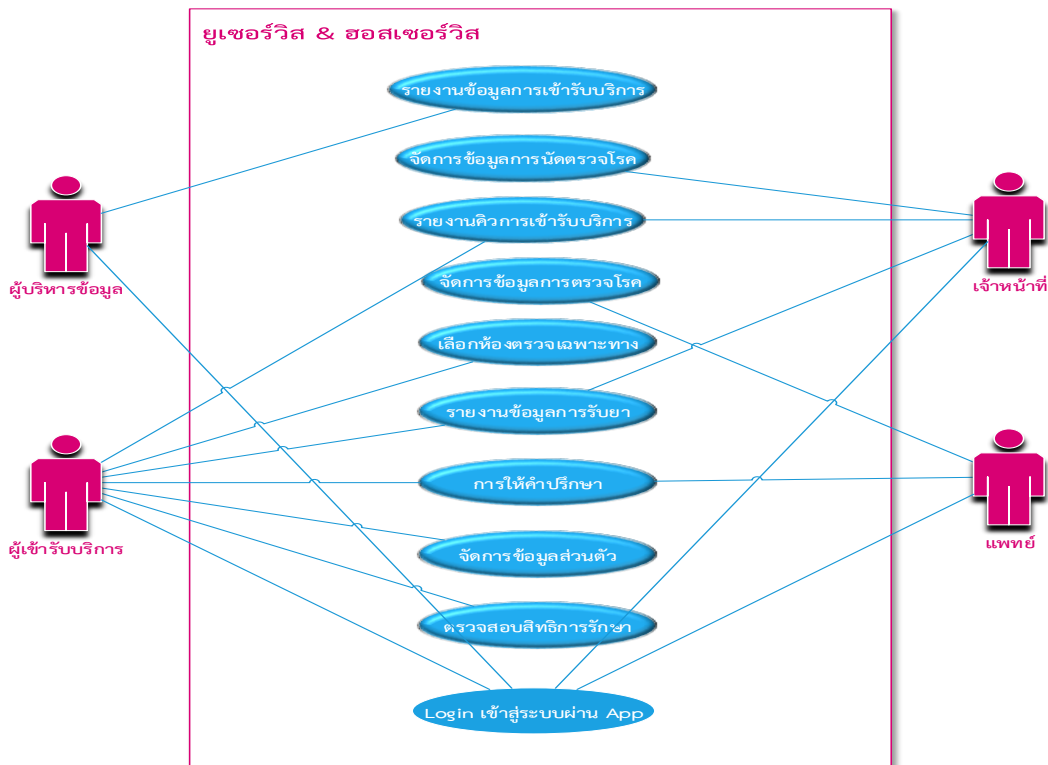 ยูเซอร์วิส & ฮอสเซอร์วิส
รายงานข้อมูลการเข้ารับบริการ
จัดการข้อมูลการนัดตรวจโรค
รายงานคิวการเข้ารับบริการ
จัดการข้อมูลการตรวจโรค
ผู้บริหารข้อมูล
เจ้าหน้าที่
เลือกห้องตรวจเฉพาะทาง
รายงานข้อมูลการรับยา
การให้คำปรึกษา
ผู้เข้ารับบริการ
แพทย์
จัดการข้อมูลส่วนตัว
ตรวจสอบสิทธิการรักษา
Login เข้าสู่ระบบผ่าน App